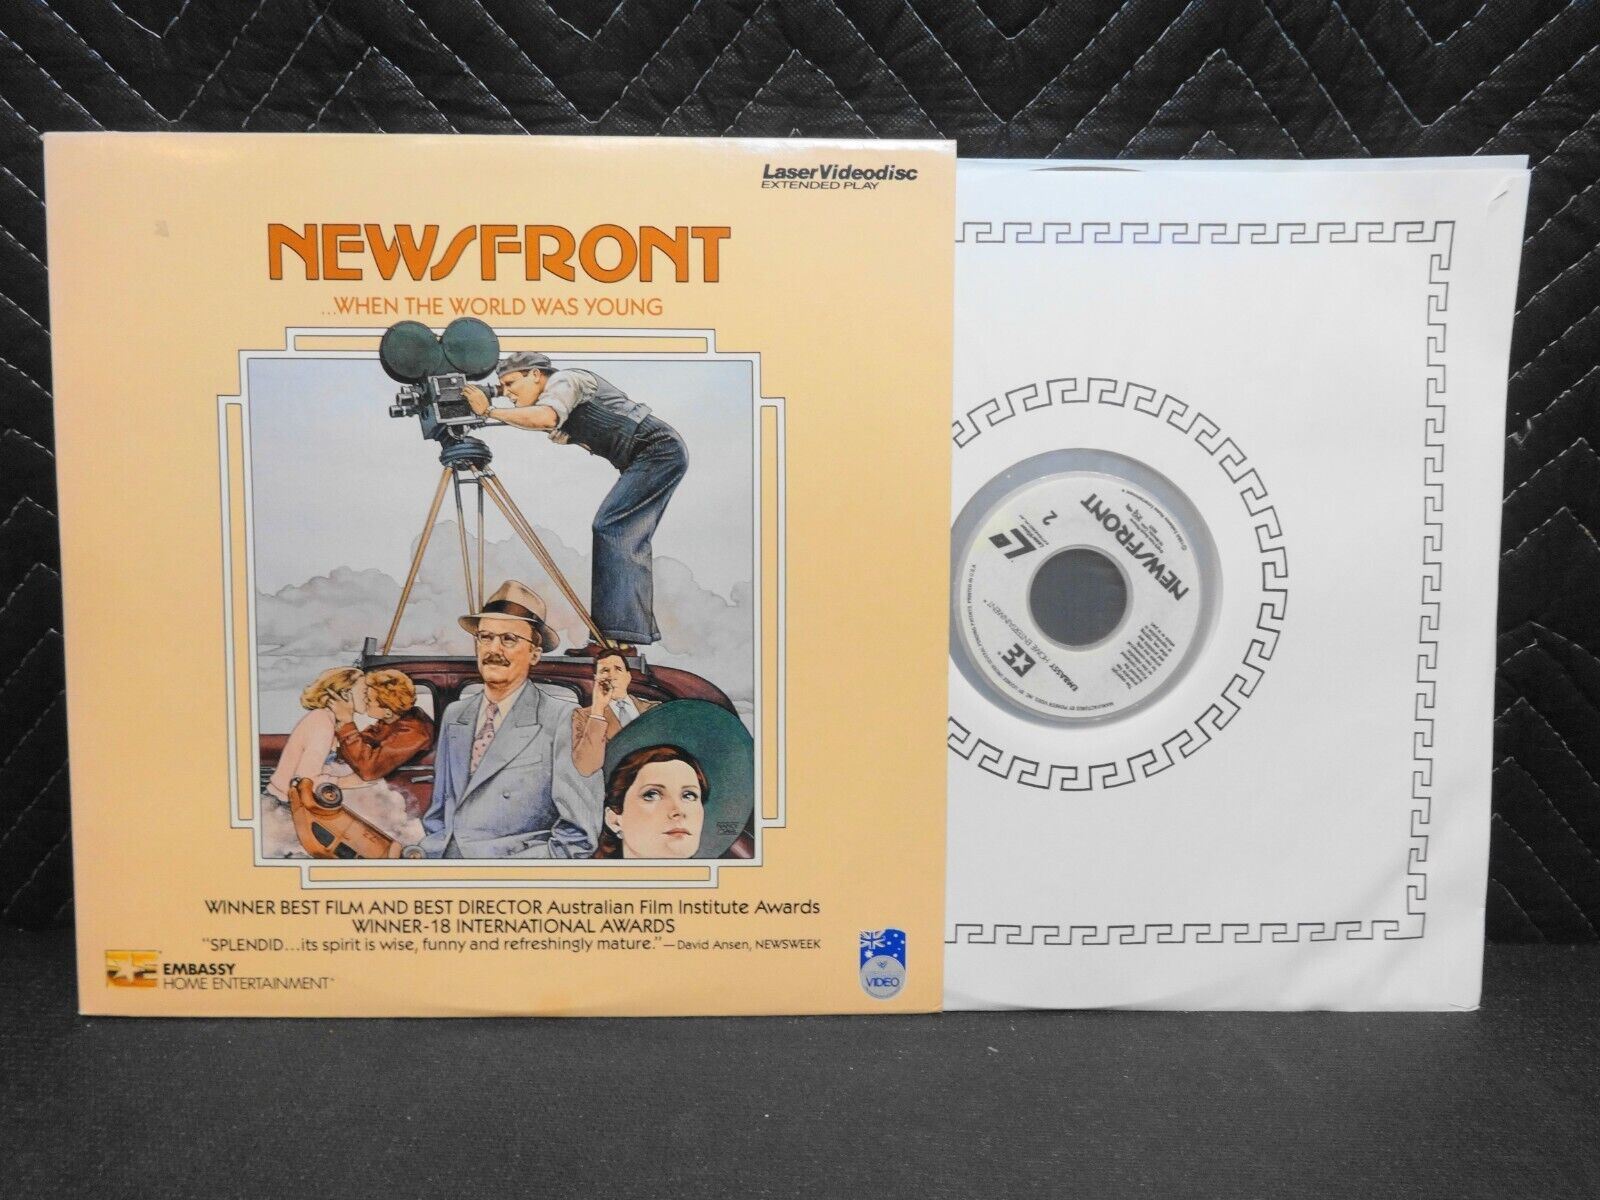 LaserVideodisc
EXTENDED PLAY
NEWSFRONT
...WHEN THE WORLD WAS YOUNG
WINNER BEST FILM AND BEST DIRECTOR Australian Film Institute Awards
WINNER-18 INTERNATIONAL AWARDS
"SPLENDID...its spirit is wise, funny and refreshingly mature."—David Ansen, NEWSWEEK
EMBASSY
HOME ENTERTAINMENT
VIDEO
2
NEWSFRONT
EMBASSY HOME ENTERTAINMENT